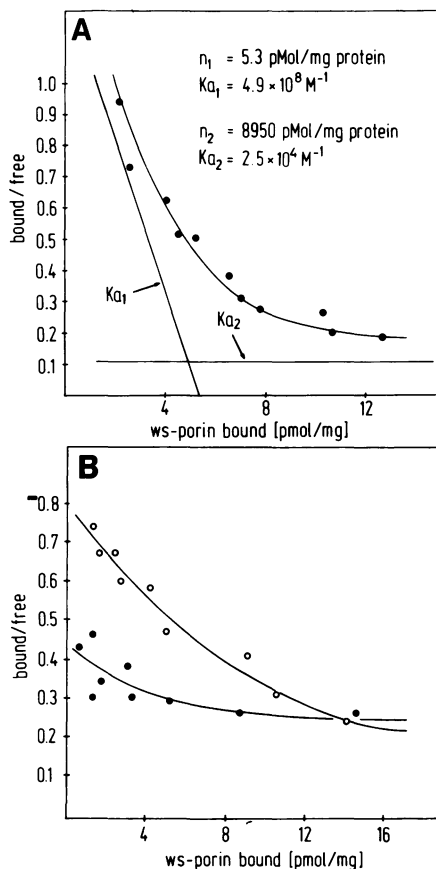 A
n1 = 5.3 pMol/mg protein
Ka1 = 4.9 × 10^8 M^-1
n2 = 8950 pMol/mg protein
Ka2 = 2.5 × 10^4 M^-1
1.0
0.9
0.8
0.7
0.6
0.5
0.4
0.3
0.2
0.1
bound/free
Ka1
Ka2
4
8
12
ws-porin bound [pmol/mg]
B
0.8
0.7
0.6
0.5
0.4
0.3
0.2
0.1
bound/free
4
8
12
16
ws-porin bound [pmol/mg]